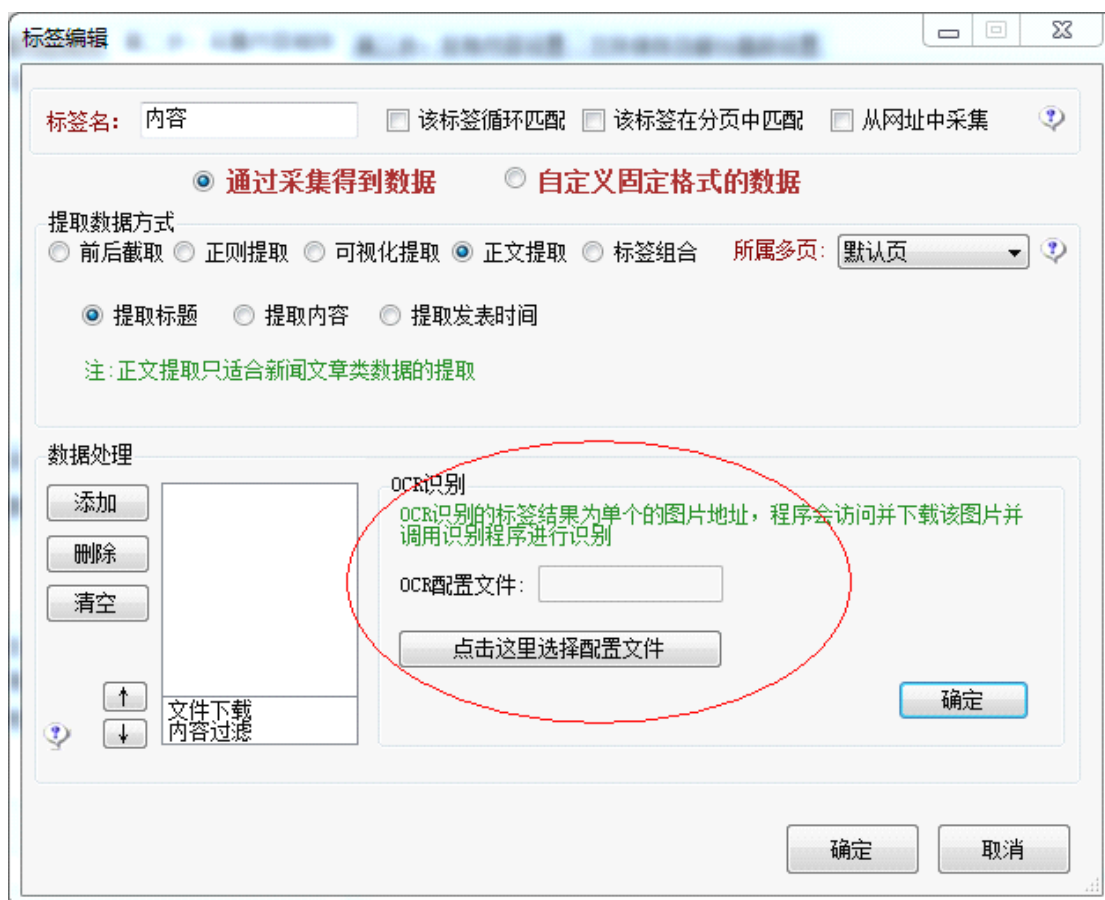 标签编辑
标签名: 内容 该标签循环匹配 该标签在分页中匹配 从网址中采集
通过采集得到数据 自定义固定格式的数据
提取数据方式
前后截取 正则提取 可视化提取 正文提取 标签组合 所属多页: 默认页
提取标题 提取内容 提取发表时间
注:正文提取只适合新闻文章类数据的提取
数据处理
添加
删除
清空
↑
↓
文件下载
内容过滤
OCR识别
OCR识别的标签结果为单个的图片地址，程序会访问并下载该图片并
调用识别程序进行识别
OCR配置文件:
点击这里选择配置文件
确定
确定 取消